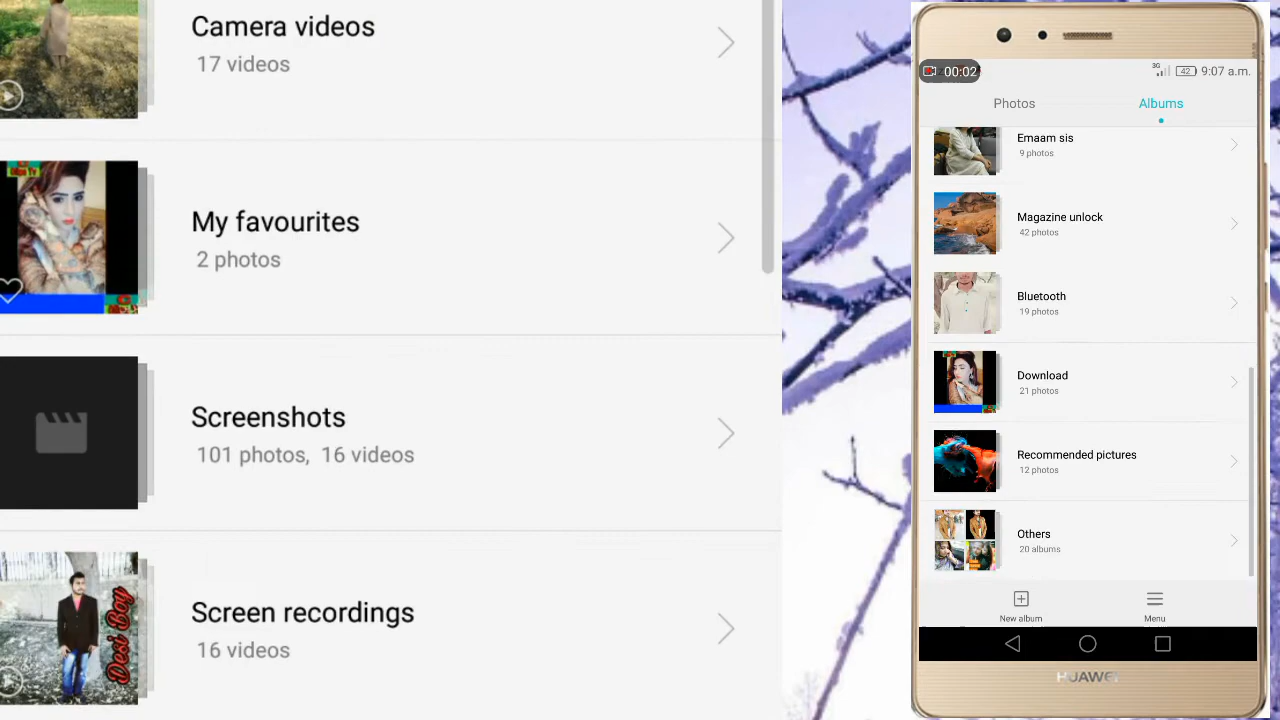 Camera videos
17 videos
My favourites
2 photos
Screenshots
101 photos, 16 videos
Screen recordings
16 videos
Desi Boy
00:02
3G
42
9:07 a.m.
Photos
Albums
Emaam sis
9 photos
Magazine unlock
42 photos
Bluetooth
19 photos
Download
21 photos
Recommended pictures
12 photos
Others
20 albums
New album
Menu
HUAWEI